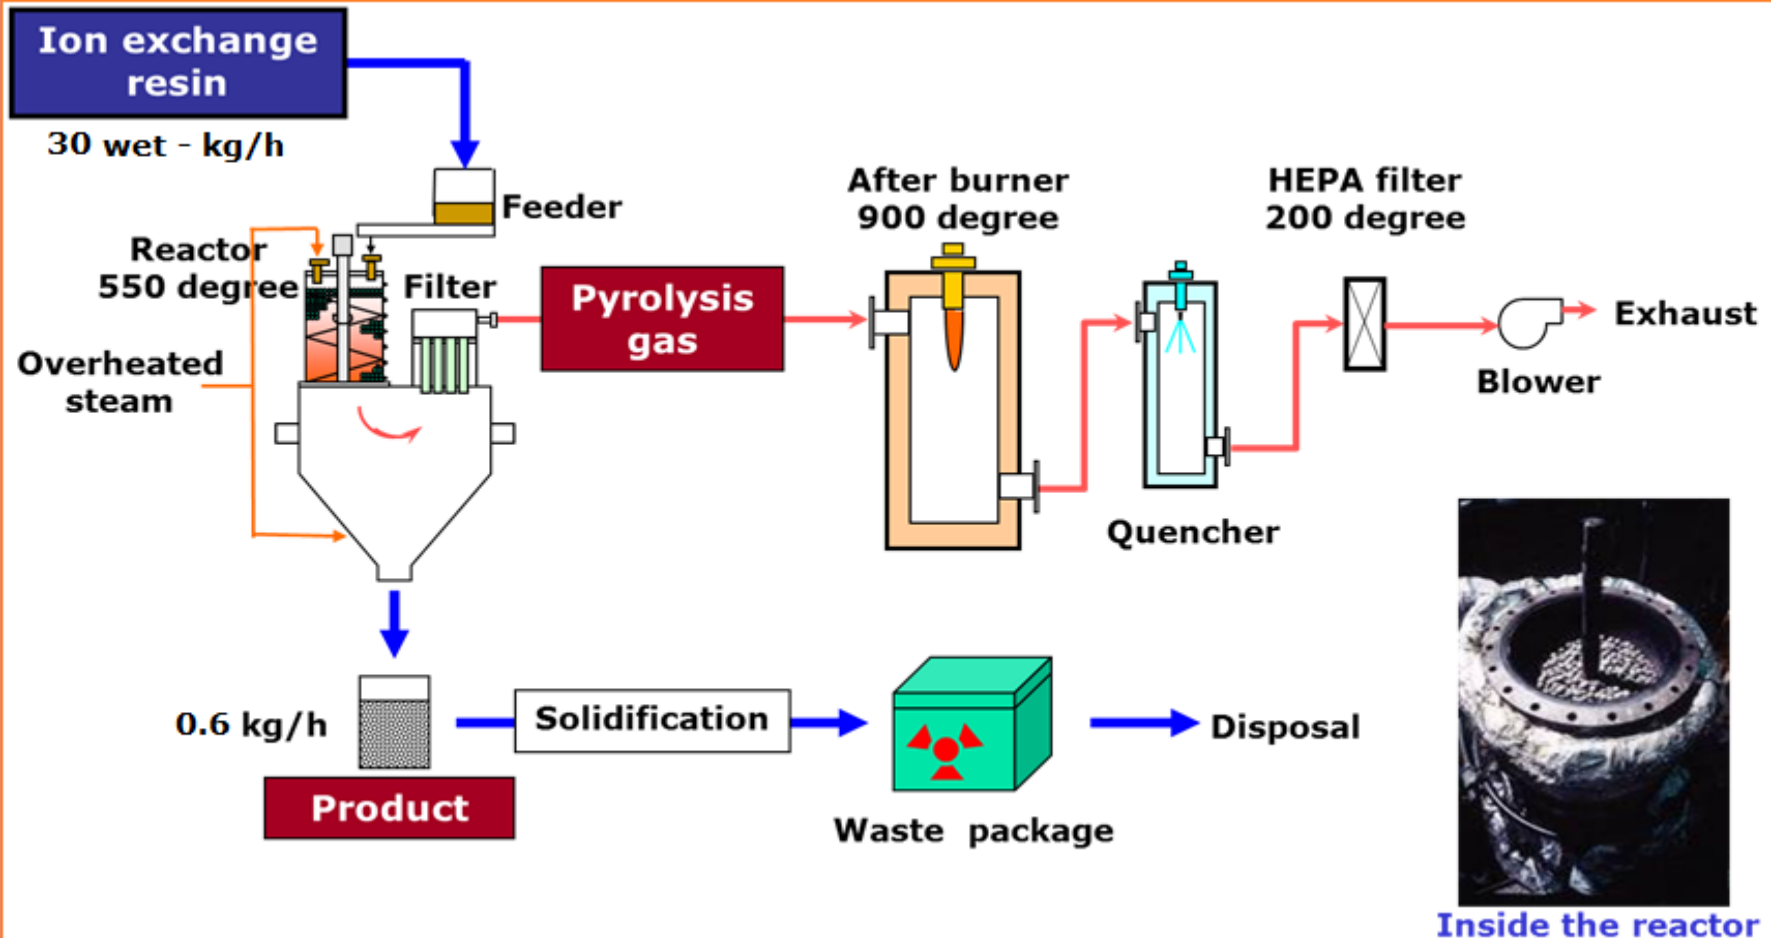 Ion exchange
resin
30 wet - kg/h
Feeder
Reactor
550 degree
Filter
Overheated
steam
Pyrolysis
gas
After burner
900 degree
Quencher
HEPA filter
200 degree
Blower
Exhaust
0.6 kg/h
Product
Solidification
Waste package
Disposal
Inside the reactor